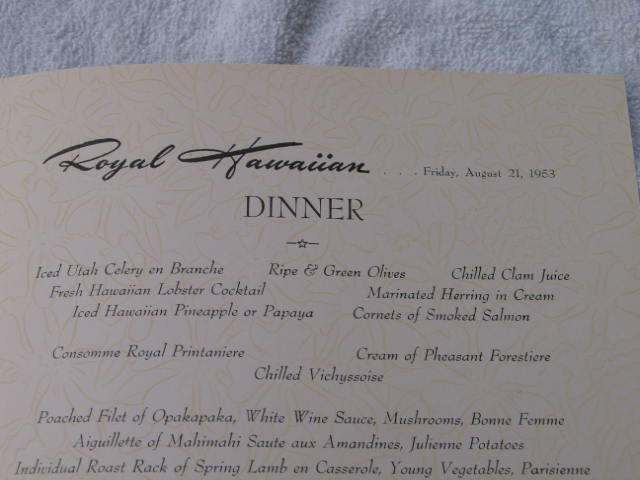 Royal Hawaiian . . . Friday, August 21, 1953
DINNER
Iced Utah Celery en Branche Ripe & Green Olives Chilled Clam Juice
Fresh Hawaiian Lobster Cocktail Marinated Herring in Cream
Iced Hawaiian Pineapple or Papaya Cornets of Smoked Salmon
Consomme Royal Printaniere Cream of Pheasant Forestiere
Chilled Vichyssoise
Poached Filet of Opakapaka, White Wine Sauce, Mushrooms, Bonne Femme
Aiguillette of Mahimahi Saute aux Amandines, Julienne Potatoes
Individual Roast Rack of Spring Lamb en Casserole, Young Vegetables, Parisienne